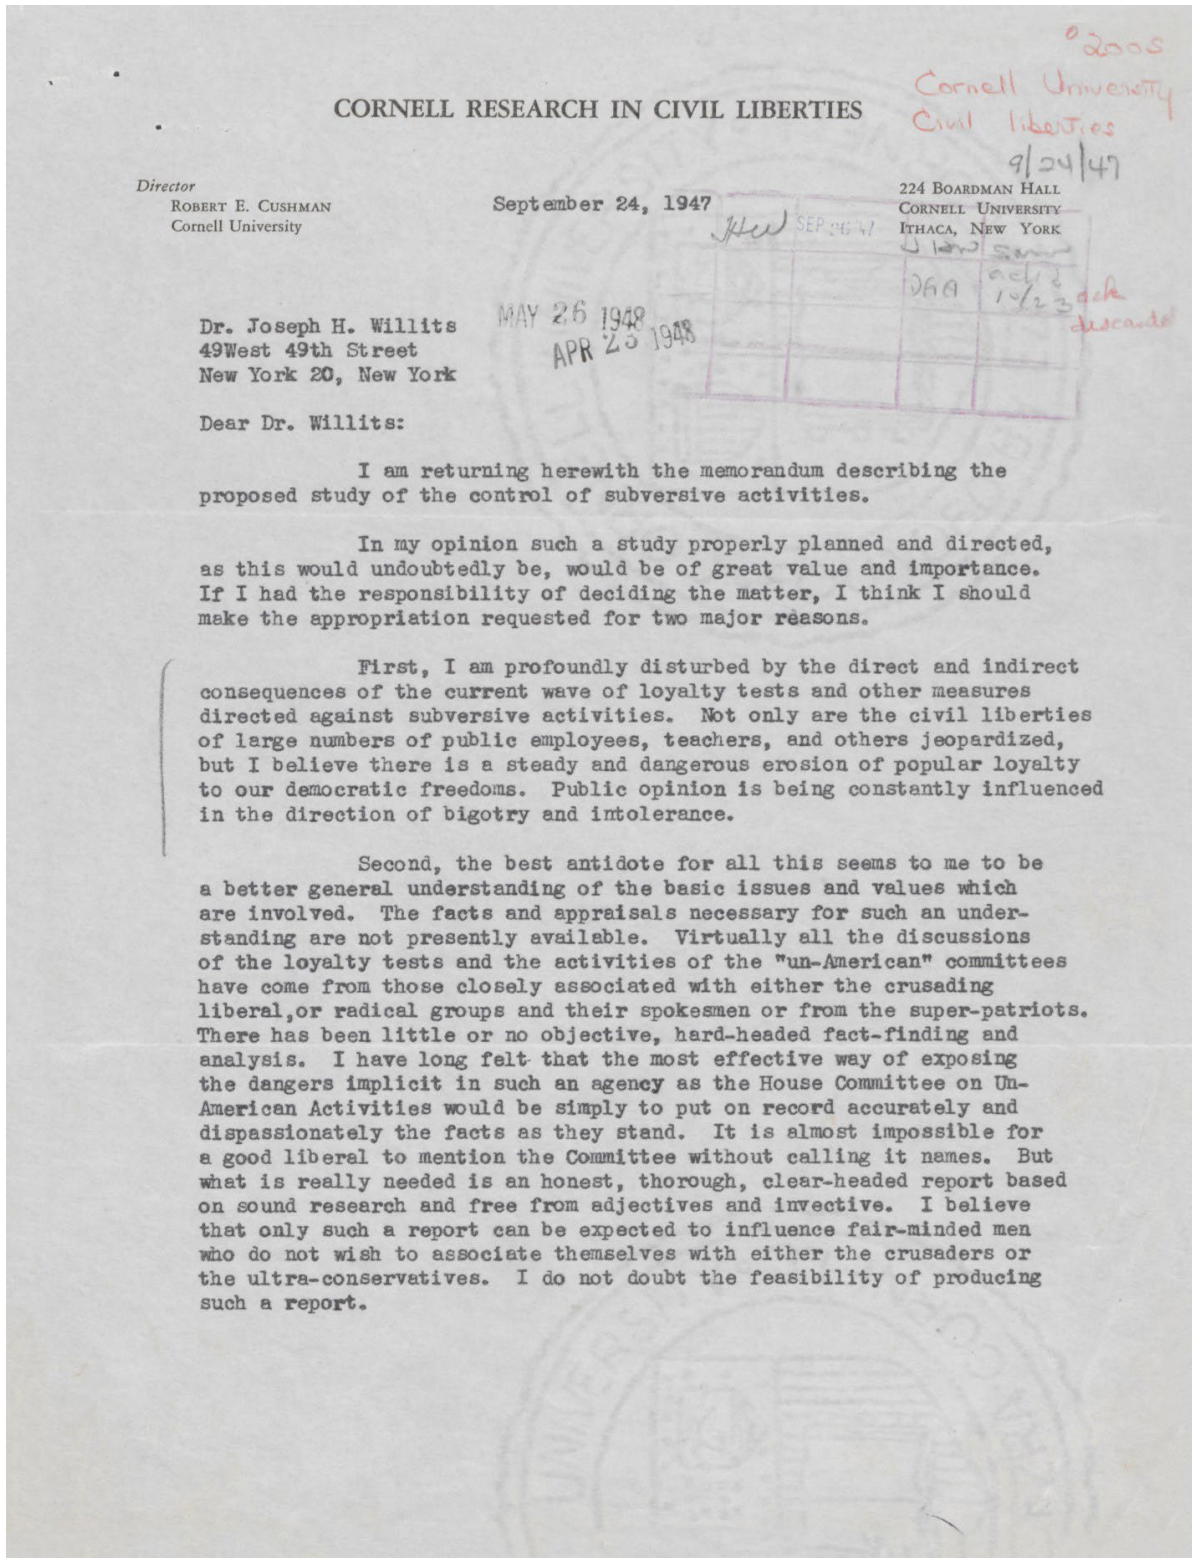 #200S
Cornell University
Civil liberties
9/24/47
CORNELL RESEARCH IN CIVIL LIBERTIES
Director
ROBERT E. CUSHMAN
Cornell University
September 24, 1947
224 BOARDMAN HALL
CORNELL UNIVERSITY
ITHACA, NEW YORK
JHW SEP 26 47
10/23 ack
MAY 26 1948
APR 23 1948
Dr. Joseph H. Willits
49West 49th Street
New York 20, New York
Dear Dr. Willits:
I am returning herewith the memorandum describing the
proposed study of the control of subversive activities.
In my opinion such a study properly planned and directed,
as this would undoubtedly be, would be of great value and importance.
If I had the responsibility of deciding the matter, I think I should
make the appropriation requested for two major reasons.
First, I am profoundly disturbed by the direct and indirect
consequences of the current wave of loyalty tests and other measures
directed against subversive activities. Not only are the civil liberties
of large numbers of public employees, teachers, and others jeopardized,
but I believe there is a steady and dangerous erosion of popular loyalty
to our democratic freedoms. Public opinion is being constantly influenced
in the direction of bigotry and intolerance.
Second, the best antidote for all this seems to me to be
a better general understanding of the basic issues and values which
are involved. The facts and appraisals necessary for such an under-
standing are not presently available. Virtually all the discussions
of the loyalty tests and the activities of the "un-American" committees
have come from those closely associated with either the crusading
liberal,or radical groups and their spokesmen or from the super-patriots.
There has been little or no objective, hard-headed fact-finding and
analysis. I have long felt that the most effective way of exposing
the dangers implicit in such an agency as the House Committee on Un-
American Activities would be simply to put on record accurately and
dispassionately the facts as they stand. It is almost impossible for
a good liberal to mention the Committee without calling it names. But
what is really needed is an honest, thorough, clear-headed report based
on sound research and free from adjectives and invective. I believe
that only such a report can be expected to influence fair-minded men
who do not wish to associate themselves with either the crusaders or
the ultra-conservatives. I do not doubt the feasibility of producing
such a report.